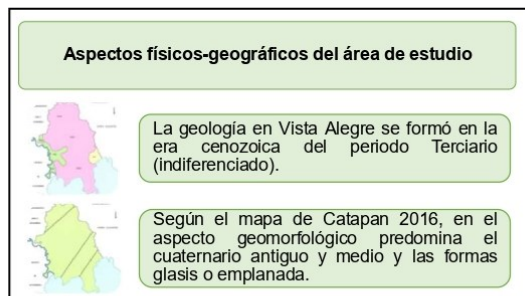 Aspectos físicos-geográficos del área de estudio
La geología en Vista Alegre se formó en la
era cenozoica del periodo Terciario
(indiferenciado).
Según el mapa de Catapan 2016, en el
aspecto geomorfológico predomina el
cuaternario antiguo y medio y las formas
glasis o emplanada.